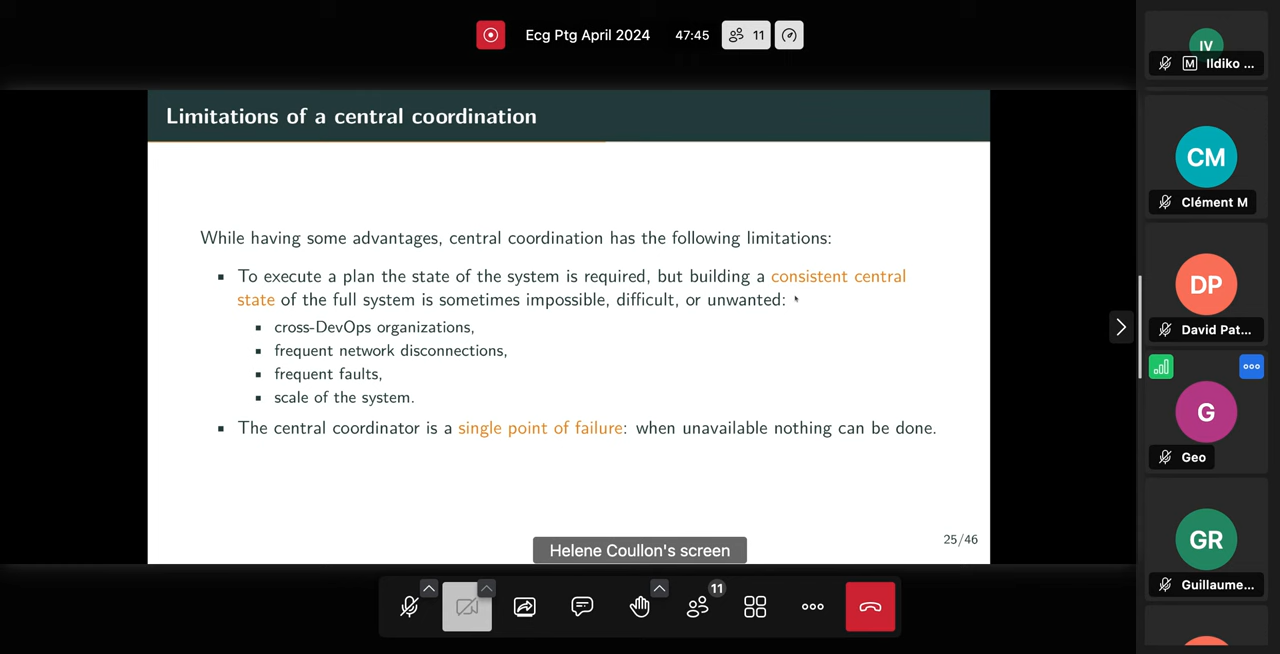 Ecg Ptg April 2024 47:45 11
Limitations of a central coordination
While having some advantages, central coordination has the following limitations:
▪ To execute a plan the state of the system is required, but building a consistent central
state of the full system is sometimes impossible, difficult, or unwanted:
▪ cross-DevOps organizations,
▪ frequent network disconnections,
▪ frequent faults,
▪ scale of the system.
▪ The central coordinator is a single point of failure: when unavailable nothing can be done.
25/46
Helene Coullon's screen
11
IV
M Ildiko ...
CM
Clément M
DP
David Pat...
G
Geo
GR
Guillaume...